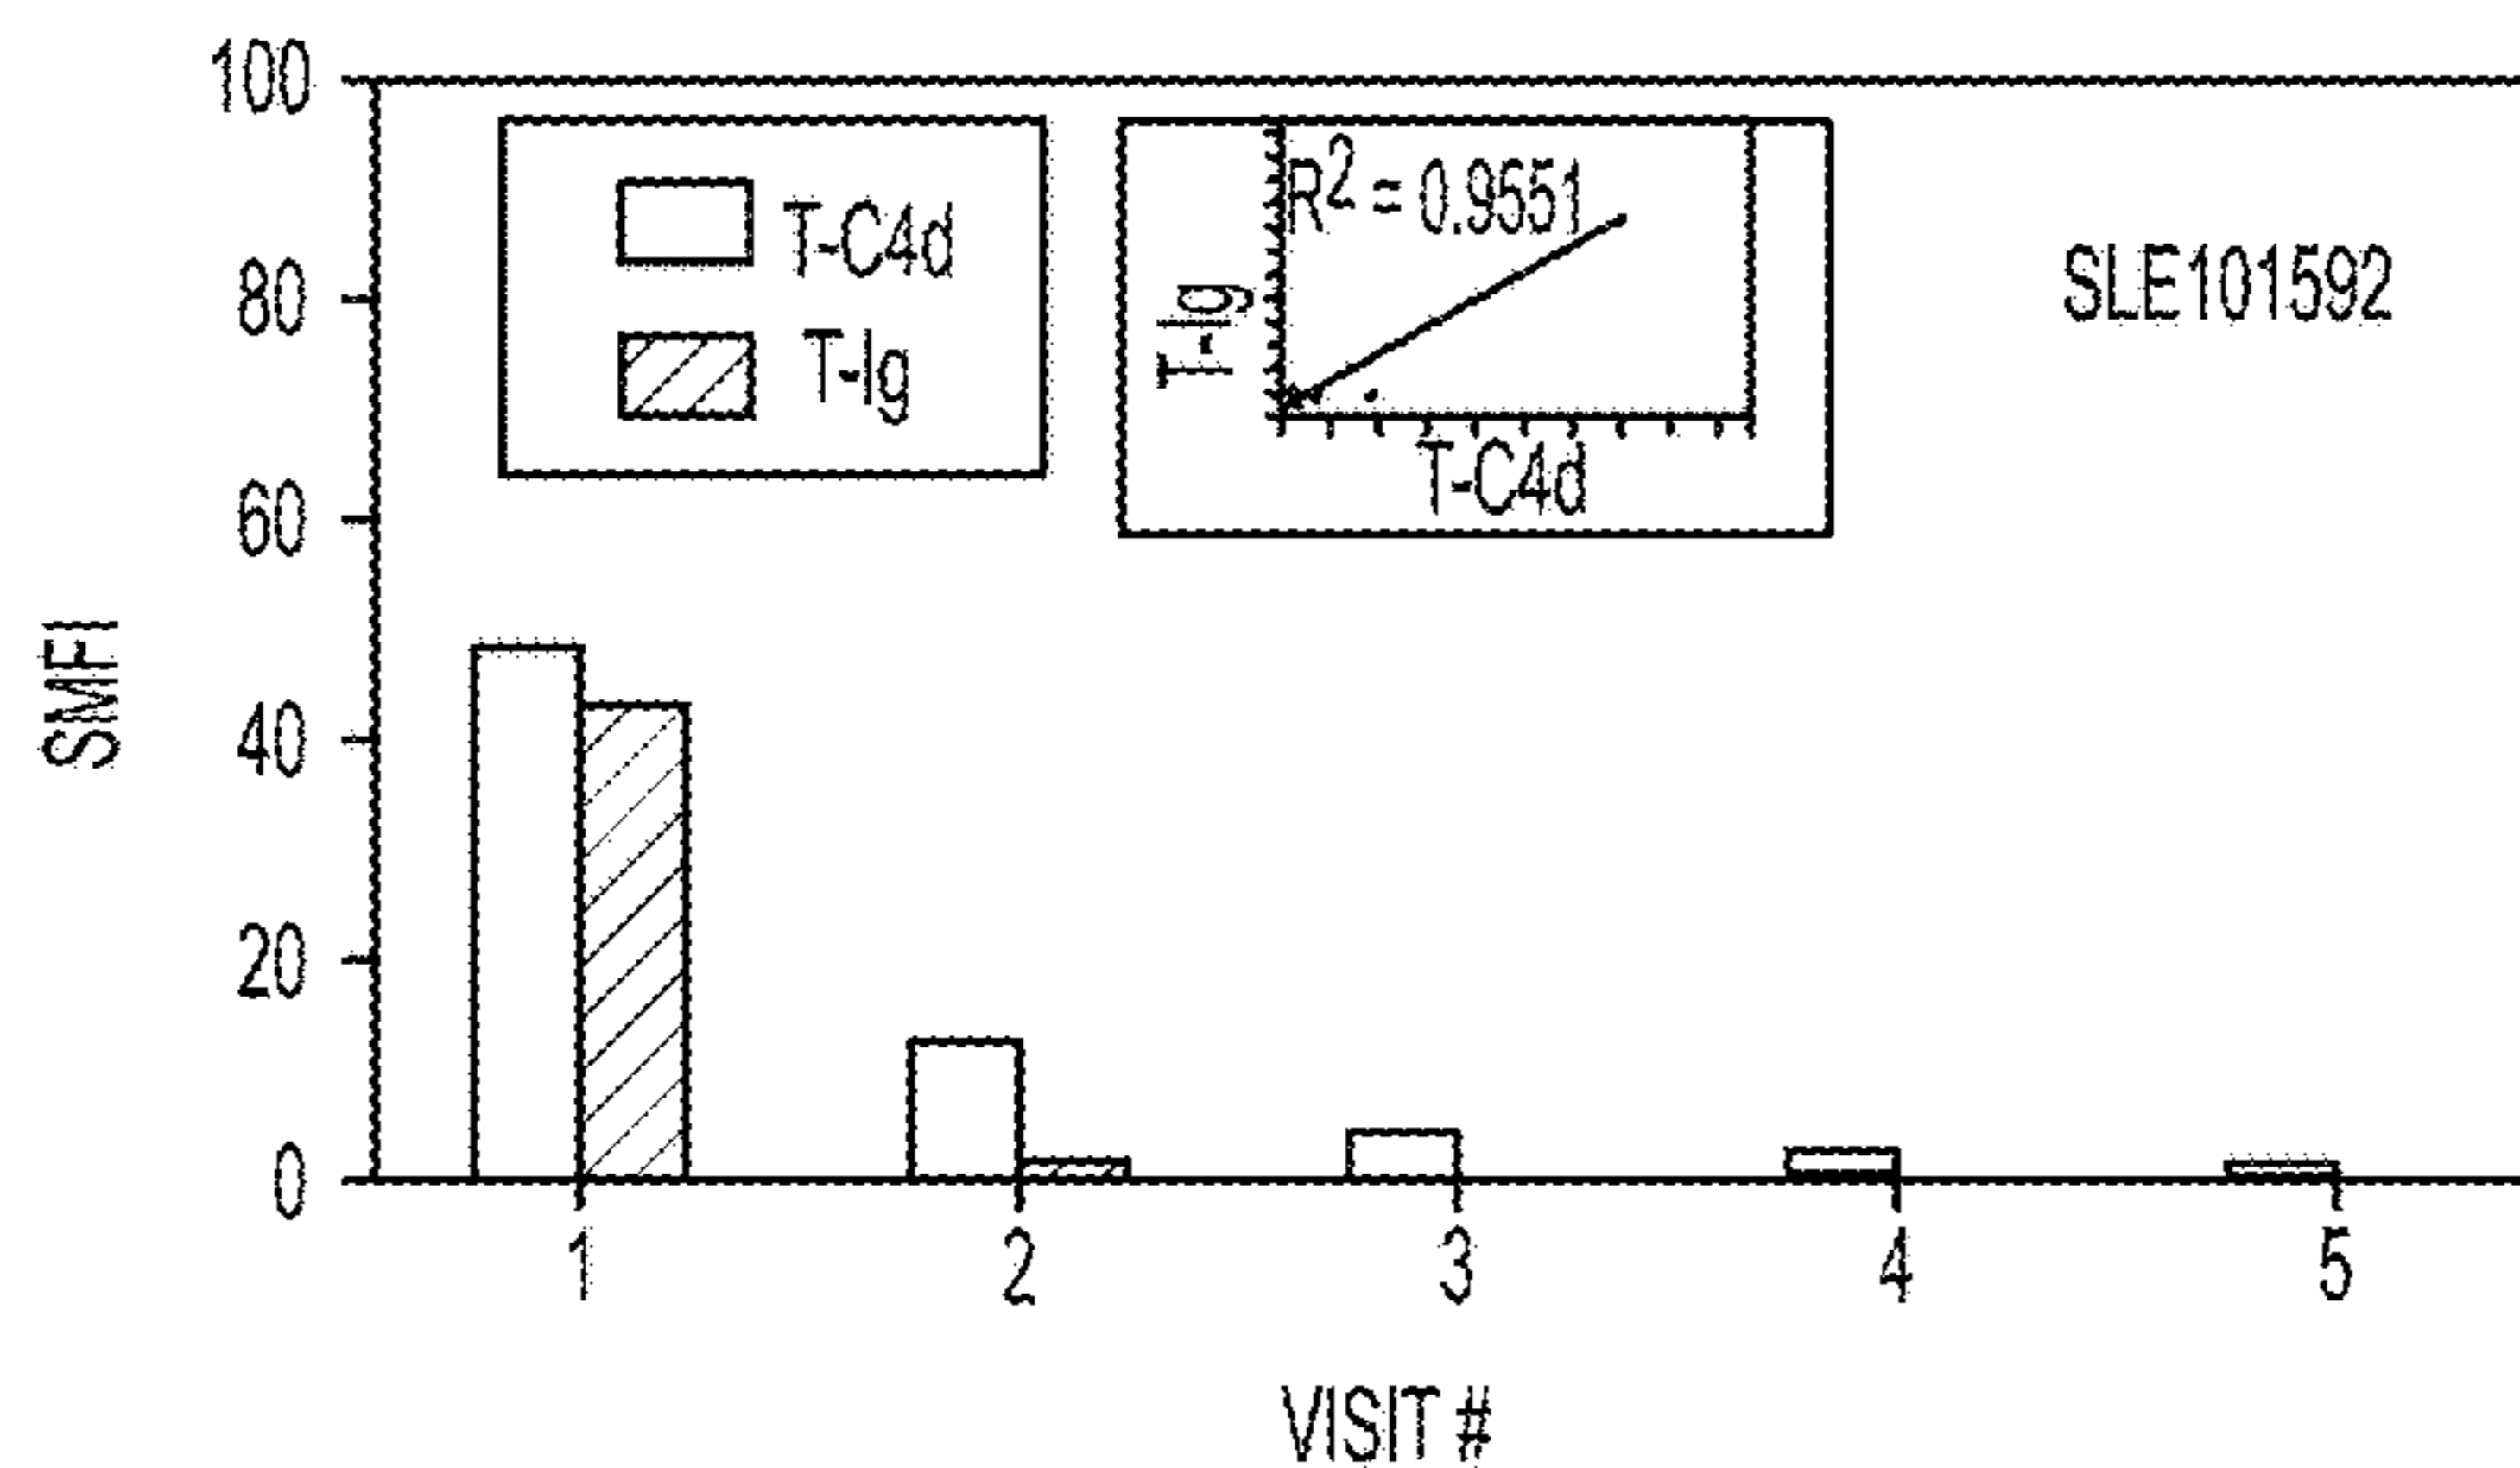 100
80
60
40
20
0
SMFI
T-C4d
T-Ig
R2 = 0.9551
T-Ig
T-C4d
SLE101592
1 2 3 4 5
VISIT #